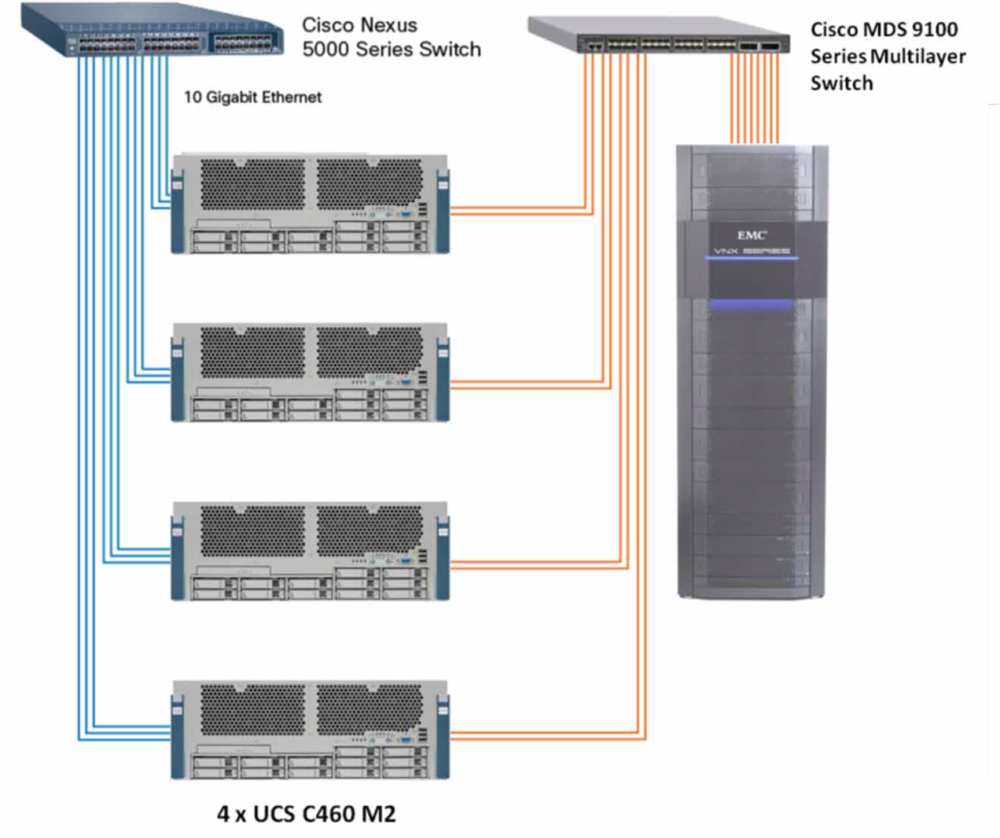 Cisco Nexus
5000 Series Switch
Cisco MDS 9100
Series Multilayer
Switch
10 Gigabit Ethernet
EMC²
VNX SERIES
4 x UCS C460 M2